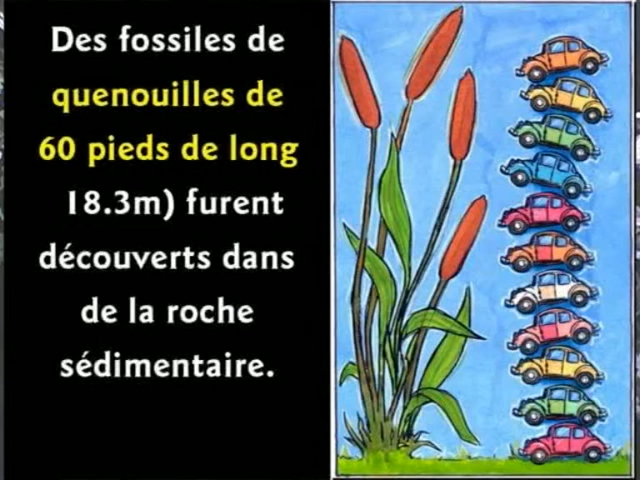 Des fossiles de
quenouilles de
60 pieds de long
18.3m) furent
découverts dans
de la roche
sédimentaire.